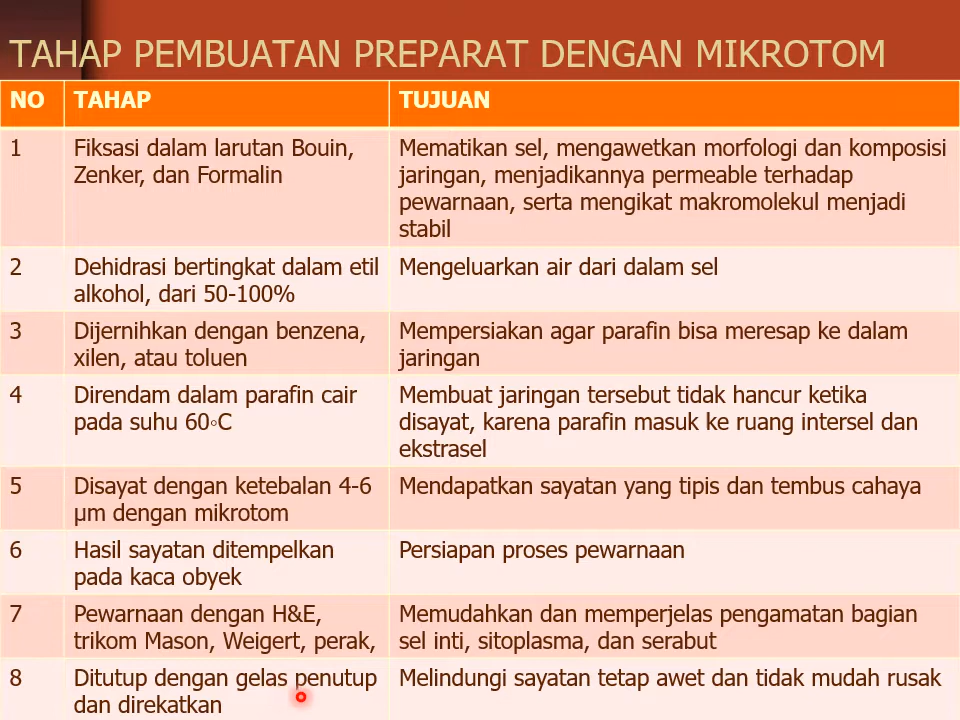 TAHAP PEMBUATAN PREPARAT DENGAN MIKROTOM
NO TAHAP TUJUAN
1 Fiksasi dalam larutan Bouin, Zenker, dan Formalin Mematikan sel, mengawetkan morfologi dan komposisi jaringan, menjadikannya permeable terhadap pewarnaan, serta mengikat makromolekul menjadi stabil
2 Dehidrasi bertingkat dalam etil alkohol, dari 50-100% Mengeluarkan air dari dalam sel
3 Dijernihkan dengan benzena, xilen, atau toluen Mempersiakan agar parafin bisa meresap ke dalam jaringan
4 Direndam dalam parafin cair pada suhu 60◦C Membuat jaringan tersebut tidak hancur ketika disayat, karena parafin masuk ke ruang intersel dan ekstrasel
5 Disayat dengan ketebalan 4-6 µm dengan mikrotom Mendapatkan sayatan yang tipis dan tembus cahaya
6 Hasil sayatan ditempelkan pada kaca obyek Persiapan proses pewarnaan
7 Pewarnaan dengan H&E, trikom Mason, Weigert, perak, Memudahkan dan memperjelas pengamatan bagian sel inti, sitoplasma, dan serabut
8 Ditutup dengan gelas penutup dan direkatkan Melindungi sayatan tetap awet dan tidak mudah rusak